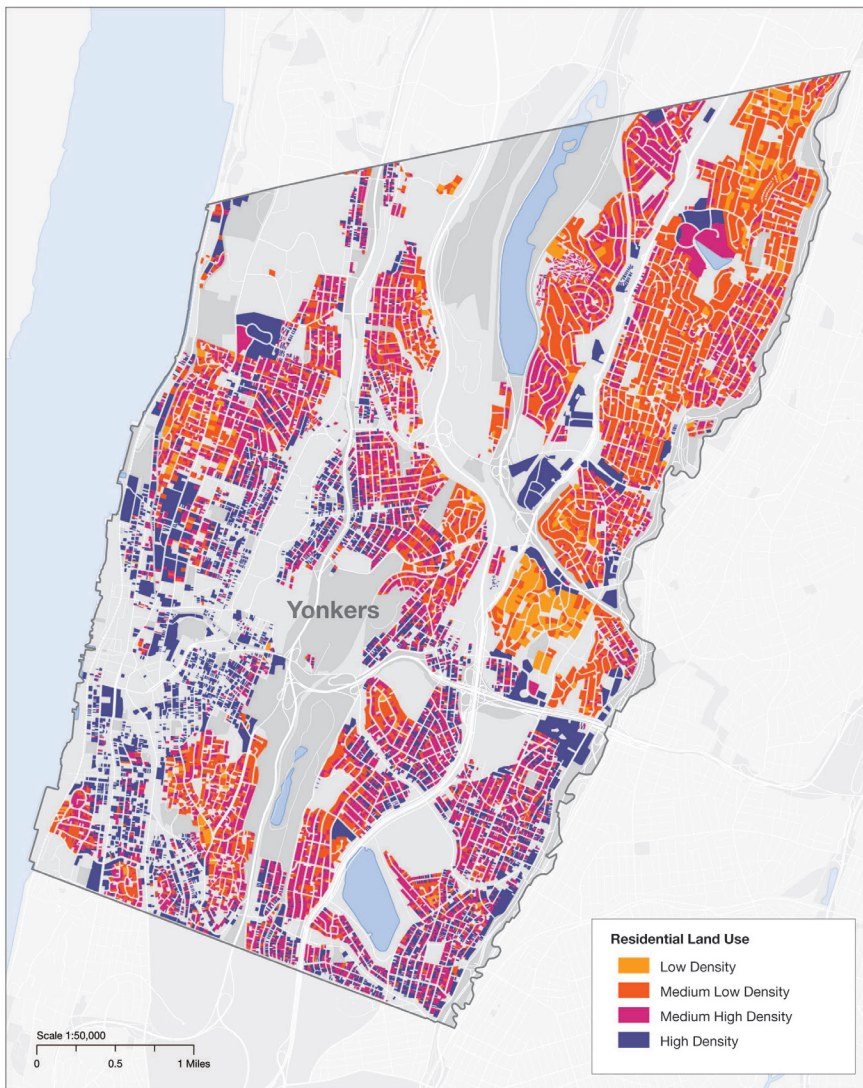 Yonkers
Residential Land Use
Low Density
Medium Low Density
Medium High Density
High Density
Scale 1:50,000
0 0.5 1 Miles